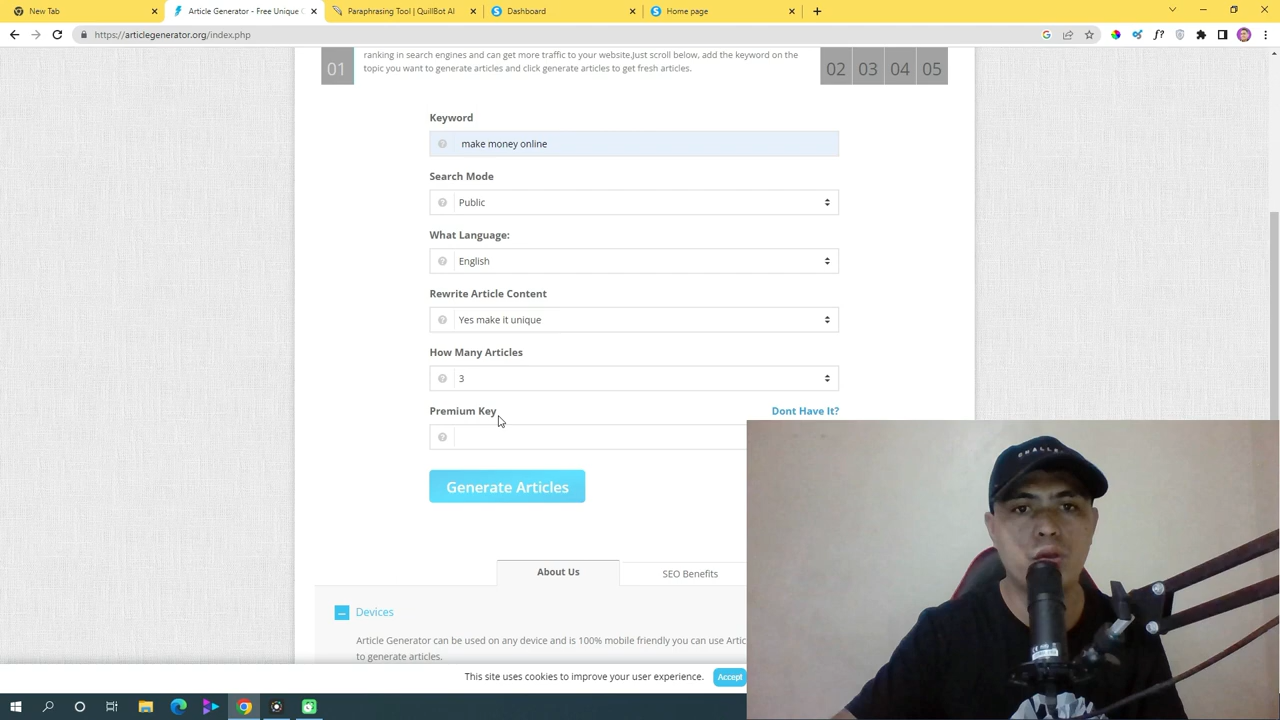 New Tab
Article Generator - Free Unique
Paraphrasing Tool | QuillBot AI
Dashboard
Home page
https://articlegenerator.org/index.php
ranking in search engines and can get more traffic to your website.Just scroll below, add the keyword on the
topic you want to generate articles and click generate articles to get fresh articles.
01
02 03 04 05
Keyword
make money online
Search Mode
Public
What Language:
English
Rewrite Article Content
Yes make it unique
How Many Articles
3
Premium Key
Dont Have It?
Generate Articles
About Us
SEO Benefits
Devices
Article Generator can be used on any device and is 100% mobile friendly you can use
to generate articles.
This site uses cookies to improve your user experience.
Accept